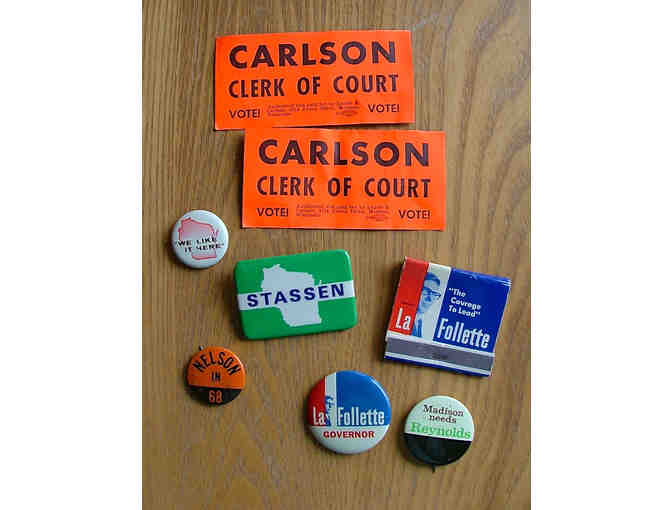 CARLSON
CLERK OF COURT
VOTE!
VOTE!
CARLSON
CLERK OF COURT
VOTE!
VOTE!
"WE LIKE
IT HERE"
STASSEN
"The
Courage
To Lead"
La Follette
NELSON
IN
68
La Follette
GOVERNOR
Madison
needs
Reynolds